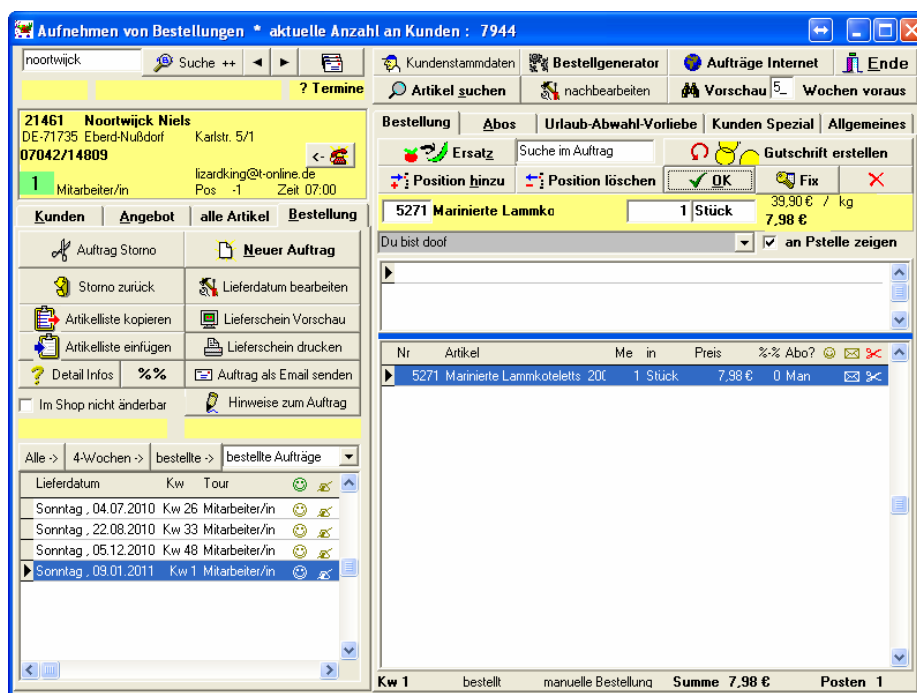 Aufnehmen von Bestellungen * aktuelle Anzahl an Kunden : 7944
noortwijck Suche ++
? Termine
21461 Noortwijck Niels
DE-71735 Eberd-Nußdorf Karlstr. 5/1
07042/14809 <-
lizardking@t-online.de
1 Mitarbeiter/in Pos -1 Zeit 07:00
Kunden Angebot alle Artikel Bestellung
Auftrag Storno Neuer Auftrag
Storno zurück Lieferdatum bearbeiten
Artikelliste kopieren Lieferschein Vorschau
Artikelliste einfügen Lieferschein drucken
? Detail Infos %% Auftrag als Email senden
Im Shop nicht änderbar Hinweise zum Auftrag
Alle -> 4-Wochen -> bestellte -> bestellte Aufträge
Lieferdatum Kw Tour
Sonntag , 04.07.2010 Kw 26 Mitarbeiter/in
Sonntag , 22.08.2010 Kw 33 Mitarbeiter/in
Sonntag , 05.12.2010 Kw 48 Mitarbeiter/in
Sonntag , 09.01.2011 Kw 1 Mitarbeiter/in
Kundenstammdaten Bestellgenerator Aufträge Internet Ende
Artikel suchen nachbearbeiten Vorschau 5_ Wochen voraus
Bestellung Abos Urlaub-Abwahl-Vorliebe Kunden Spezial Allgemeines
Ersatz Suche im Auftrag Gutschrift erstellen
Position hinzu Position löschen OK Fix
5271 Marinierte Lammko 1 Stück 39,90 € / kg
7,98 €
Du bist doof an Pstelle zeigen
Nr Artikel Me in Preis %-% Abo?
5271 Marinierte Lammkoteletts 200 1 Stück 7,98 € 0 Man
Kw 1 bestellt manuelle Bestellung Summe 7,98 € Posten 1